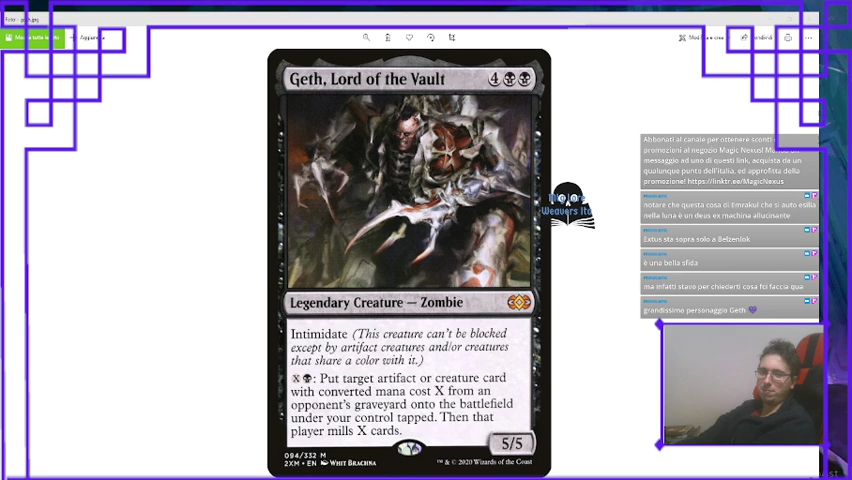 Foto - geth.jpg
Aggiungi a
Geth, Lord of the Vault
4
Legendary Creature — Zombie
Intimidate (This creature can't be blocked
except by artifact creatures and/or creatures
that share a color with it.)
X : Put target artifact or creature card
with converted mana cost X from an
opponent's graveyard onto the battlefield
under your control tapped. Then that
player mills X cards.
5/5
094/332 M
2XM • EN
™ & © 2020 Wizards of the Coast
The Lore
Weavers Ita
Abbonati al canale per ottenere sconti
promozioni al negozio Magic Nexus!
messaggio ad uno di questi link, acquista da un
qualunque punto dell'Italia, ed approfitta della
promozione! https://linktr.ee/MagicNexus
notare che questa cosa di Emrakul che si auto esilia
nella luna è un deus ex machina allucinante
Extus sta sopra solo a Belzenlok
è una bella sfida
ma infatti stavo per chiederti cosa fci faccia qua
grandissimo personaggio Geth